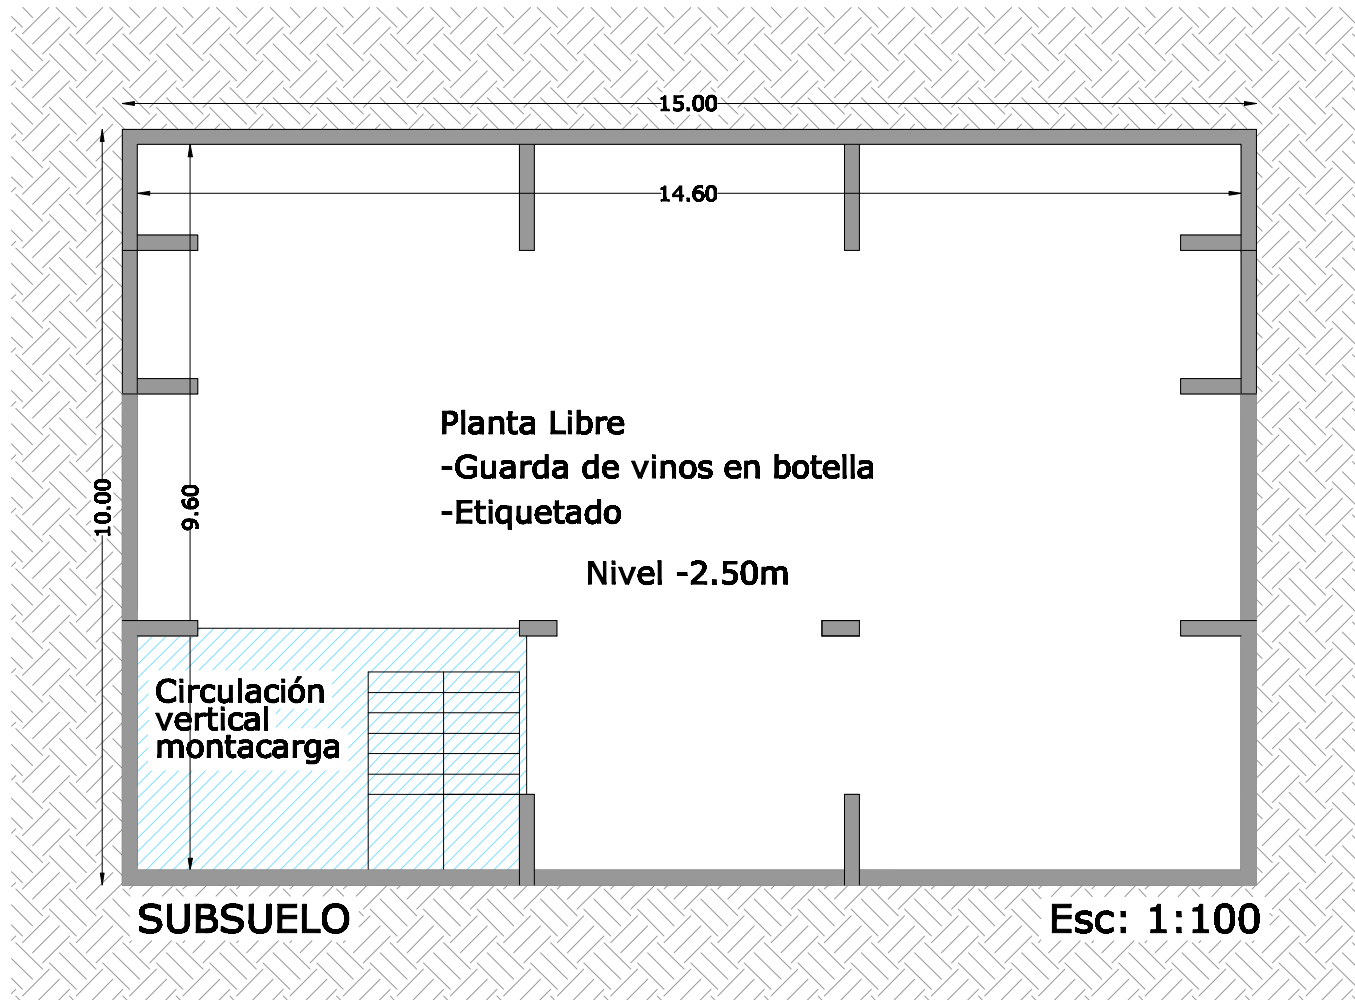 15.00
14.60
10.00
9.60
Planta Libre
-Guarda de vinos en botella
-Etiquetado
Nivel -2.50m
Circulación
vertical
montacarga
SUBSUELO
Esc: 1:100